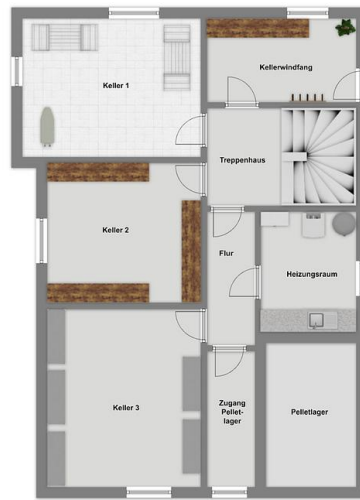 Kellerwindfang
Keller 1
Treppenhaus
Keller 2
Flur
Heizungsraum
Keller 3
Zugang
Pellet-
lager
Pelletlager